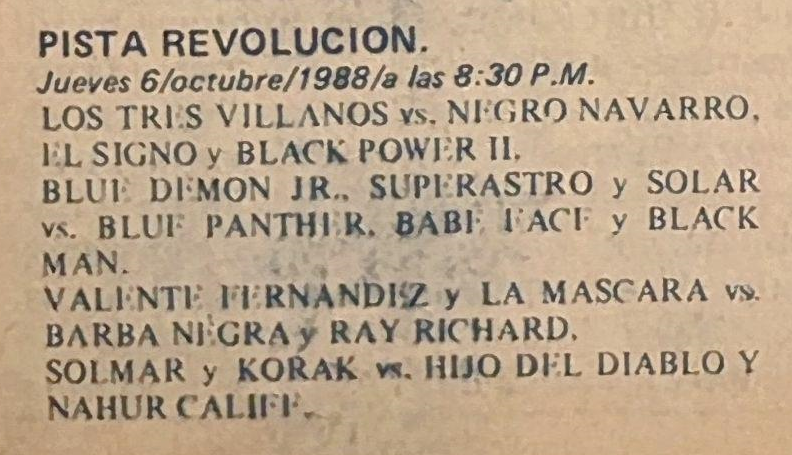 PISTA REVOLUCION.
Jueves 6/octubre/1988/a las 8:30 P.M.
LOS TRES VILLANOS vs. NEGRO NAVARRO,
EL SIGNO y BLACK POWER II.
BLUE DEMON JR., SUPERASTRO y SOLAR
vs. BLUE PANTHER, BABE FACE y BLACK
MAN.
VALENTE FERNANDEZ y LA MASCARA vs.
BARBA NEGRA y RAY RICHARD.
SOLMAR y KORAK vs. HIJO DEL DIABLO Y
NAHUR CALIFF.